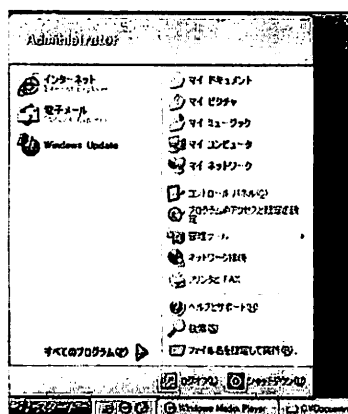 Administrator
インターネット
Internet Explorer
電子メール
Outlook Express
Windows Update
すべてのプログラム(P)
マイ ドキュメント
マイ ピクチャ
マイ ミュージック
マイ コンピュータ
マイ ネットワーク
コントロール パネル(C)
プログラムのアクセスと既定の設定
管理ツール
ネットワーク接続
プリンタと FAX
ヘルプとサポート(H)
検索(S)
ファイル名を指定して実行(R)...
ログオフ(L)
シャットダウン(U)
Windows Media Player